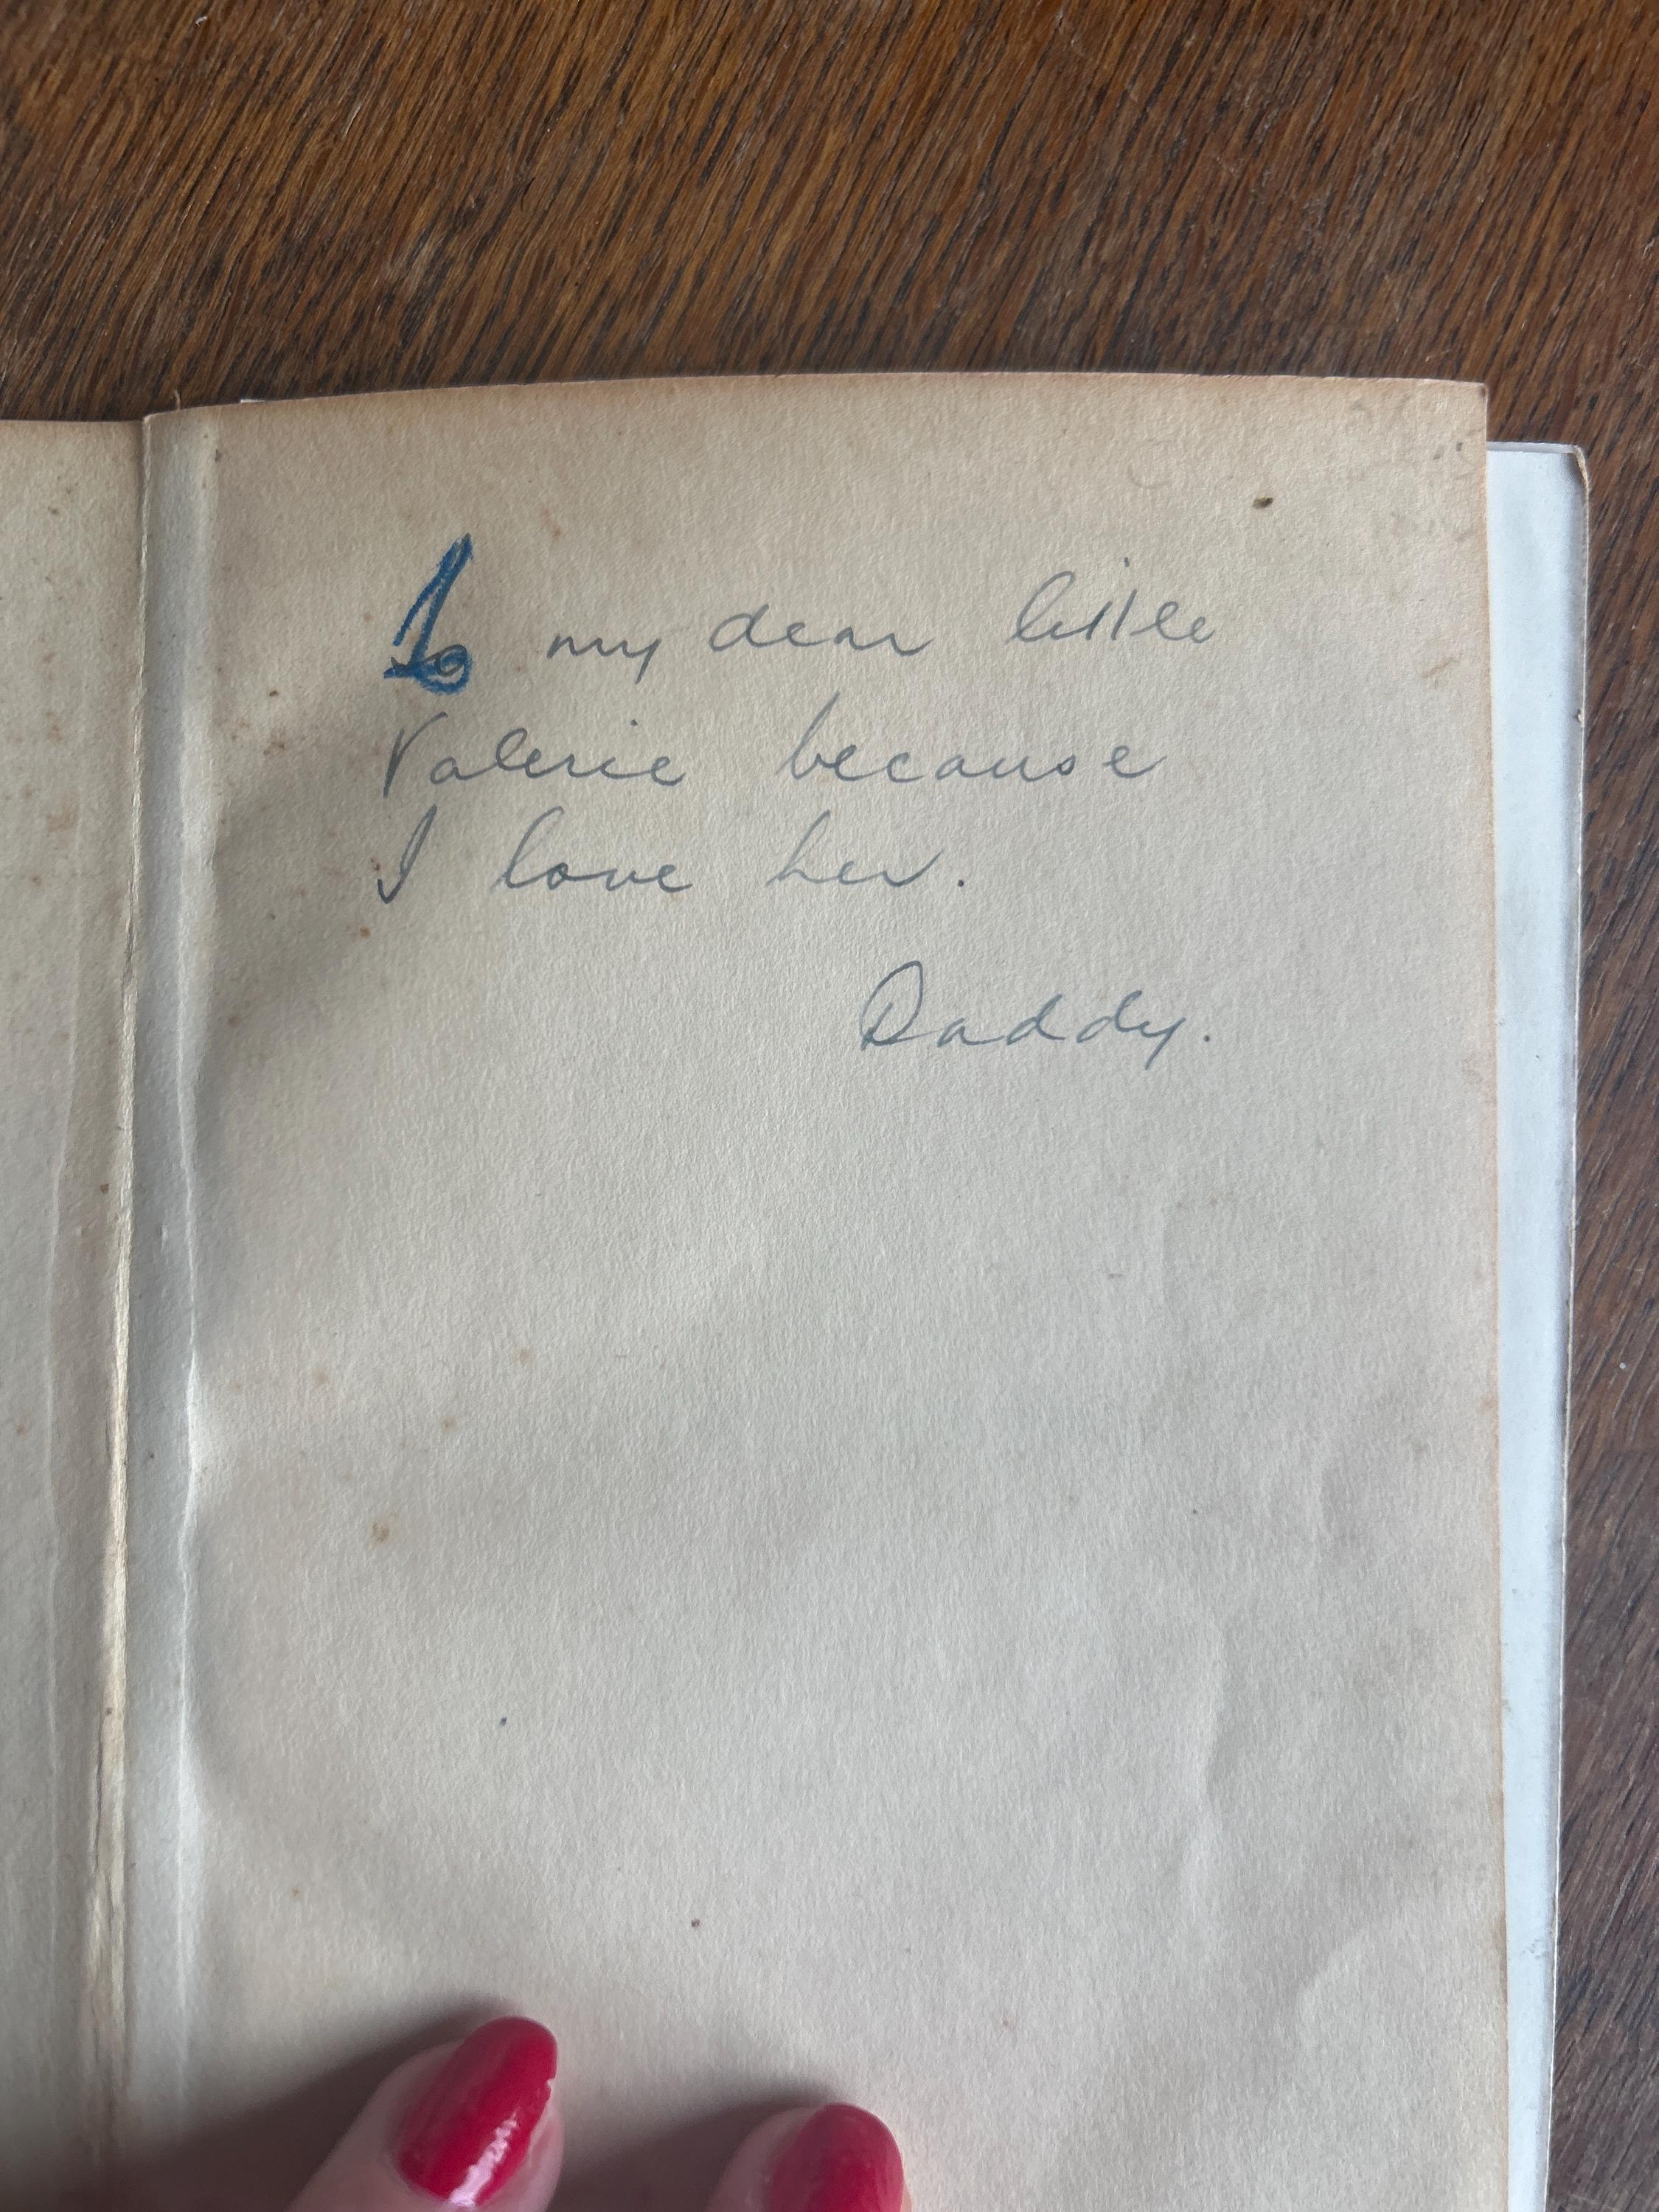 To my dear little
Valerie because
I love her.
Daddy.